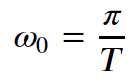 ω₀ = π / T